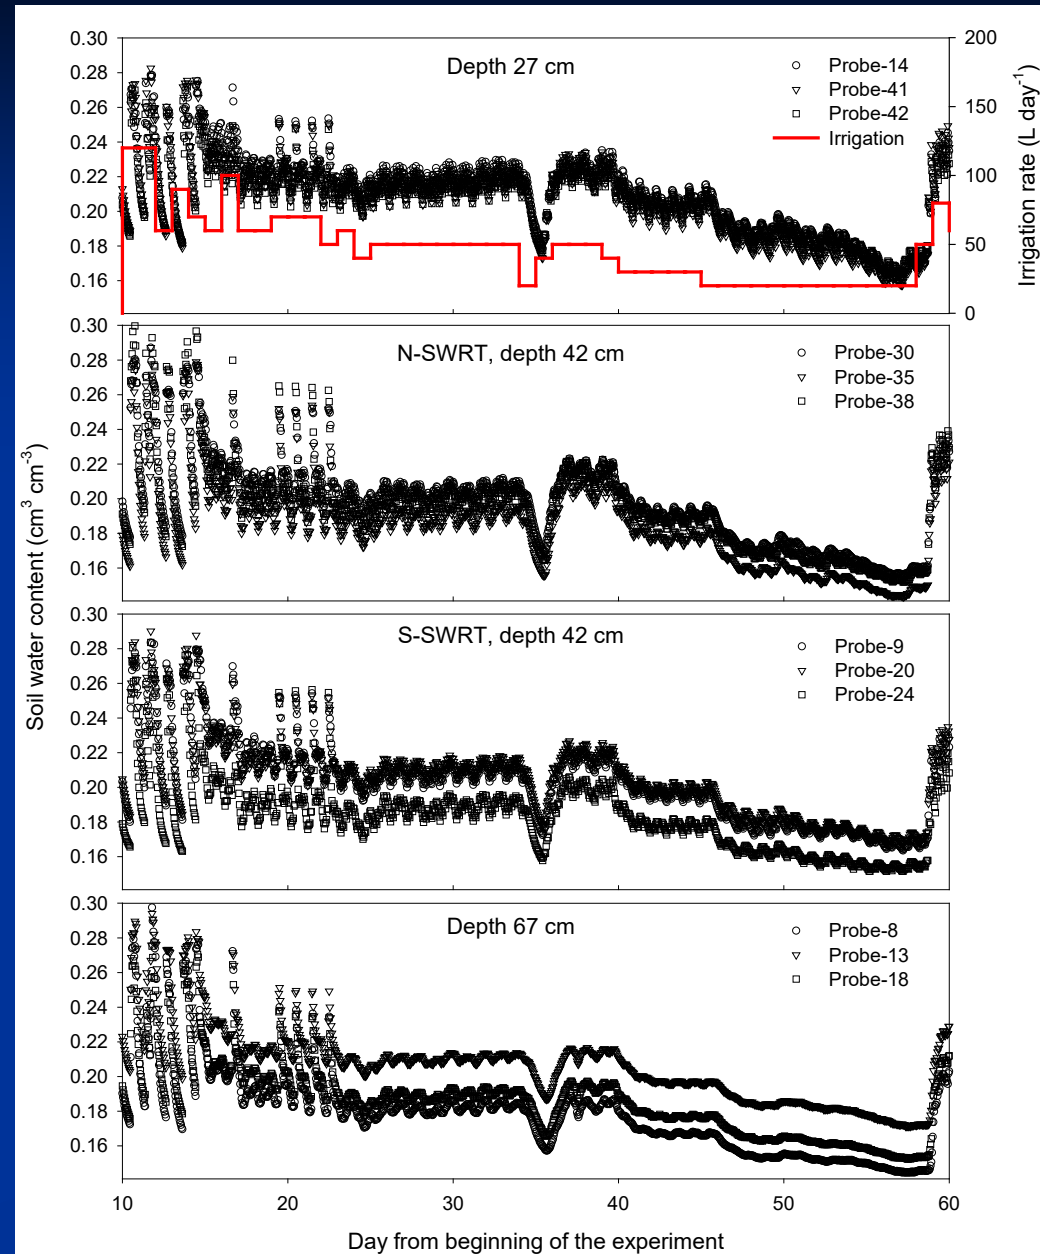 Soil water content (cm³ cm⁻³)
Irrigation rate (L day⁻¹)
0.30
0.28
0.26
0.24
0.22
0.20
0.18
0.16
Depth 27 cm
Probe-14
Probe-41
Probe-42
Irrigation
200
150
100
50
0
0.30
0.28
0.26
0.24
0.22
0.20
0.18
0.16
N-SWRT, depth 42 cm
Probe-30
Probe-35
Probe-38
0.30
0.28
0.26
0.24
0.22
0.20
0.18
0.16
S-SWRT, depth 42 cm
Probe-9
Probe-20
Probe-24
0.30
0.28
0.26
0.24
0.22
0.20
0.18
0.16
Depth 67 cm
Probe-8
Probe-13
Probe-18
10 20 30 40 50 60
Day from beginning of the experiment